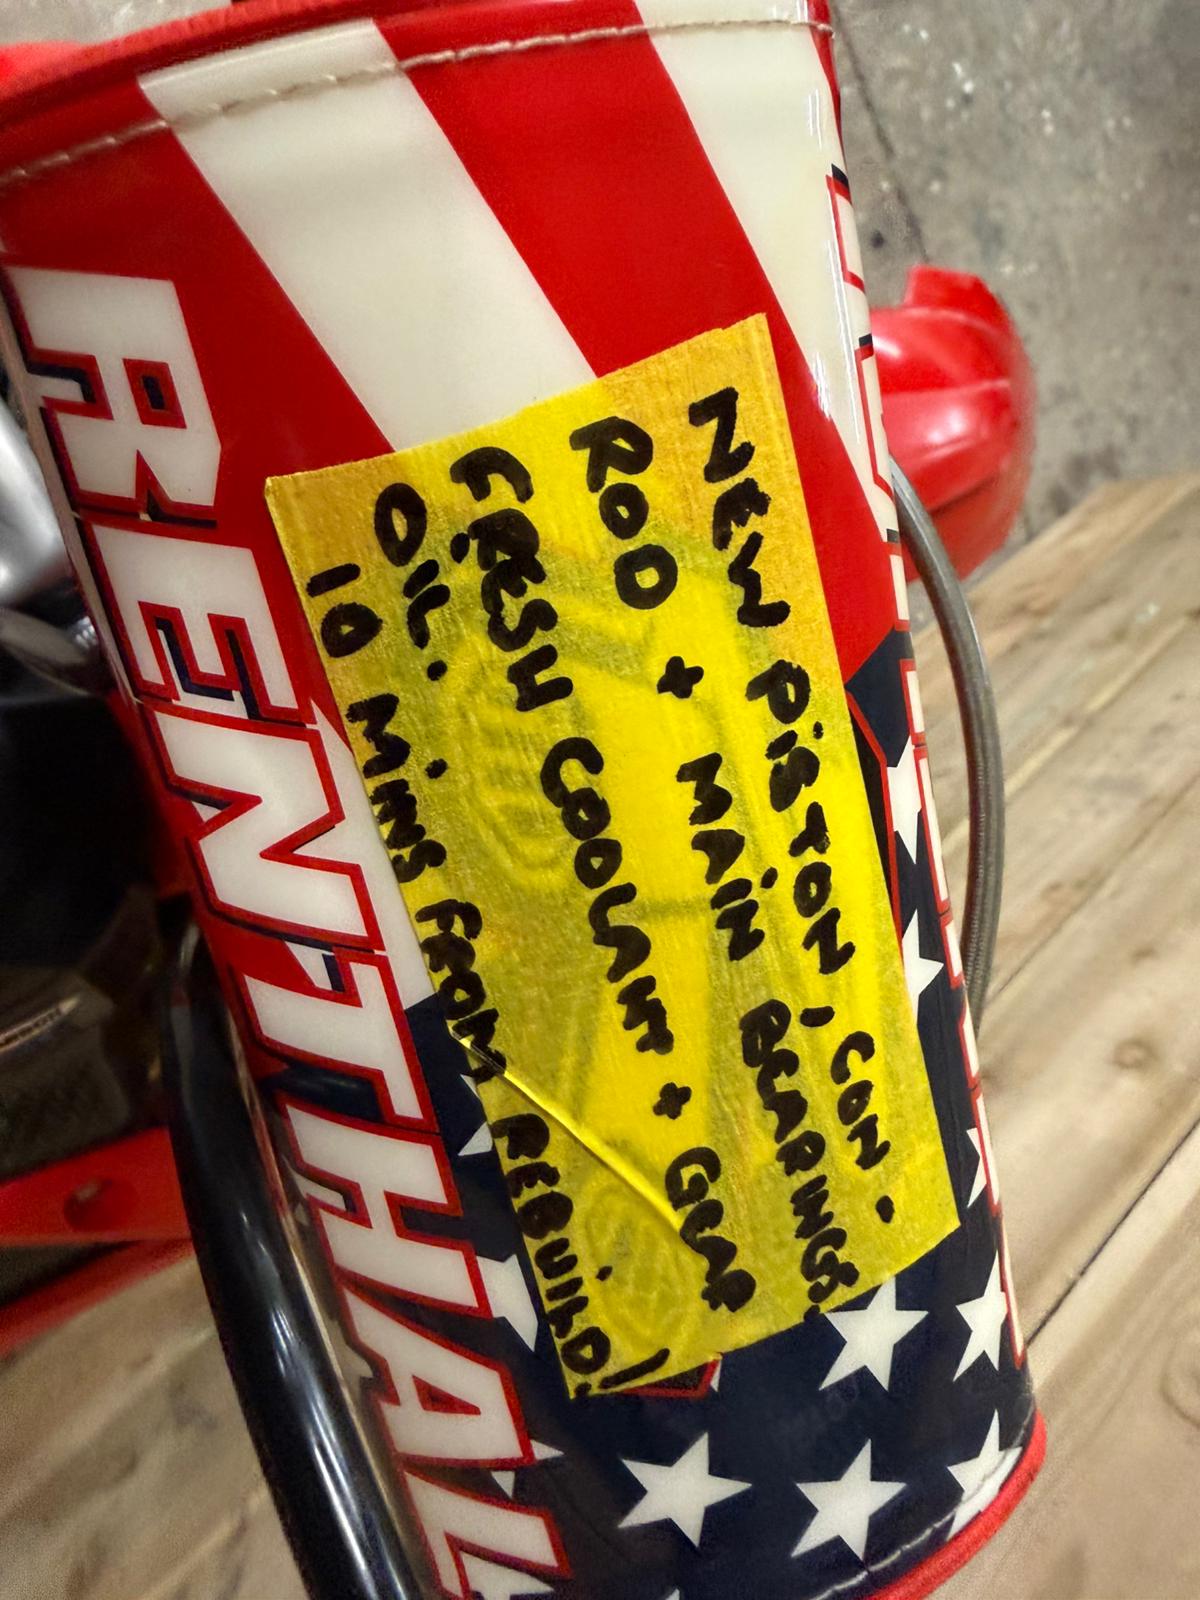 RENTHAL
NEW PiSTON, CON.
ROD + MAiN BEARINGS.
FRESH COOLANT + GEAR
OIL.
10 MiNS FROM REBUiLD!